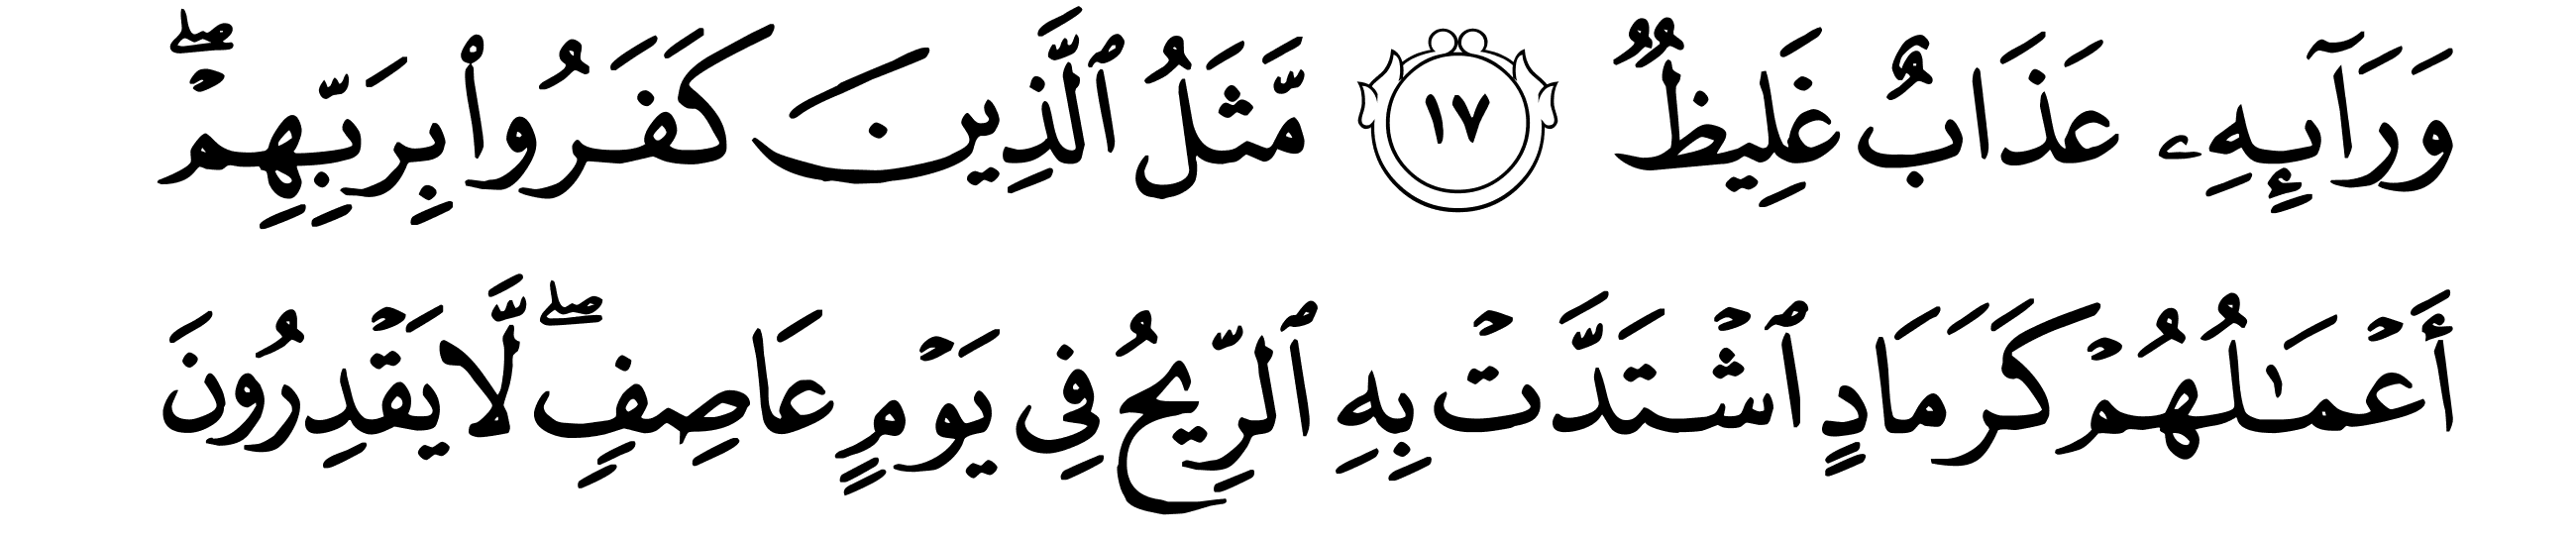 وَرَآئِهِۦ عَذَابٌ غَلِيظٌ ١٧ مَّثَلُ ٱلَّذِينَ كَفَرُوا۟ بِرَبِّهِمْ ۖ
أَعْمَـٰلُهُمْ كَرَمَادٍ ٱشْتَدَّتْ بِهِ ٱلرِّيحُ فِى يَوْمٍ عَاصِفٍ ۖ لَّا يَقْدِرُونَ